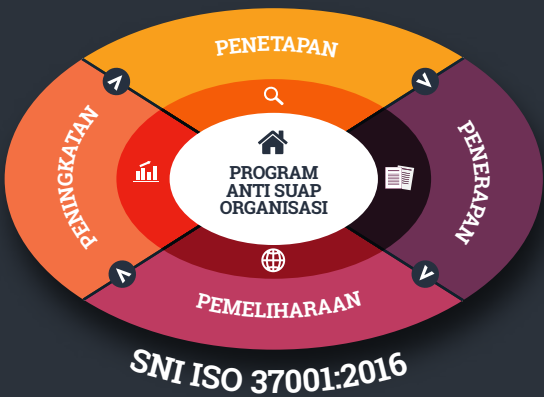 PENETAPAN
PENINGKATAN
PROGRAM
ANTI SUAP
ORGANISASI
PENERAPAN
PEMELIHARAAN
SNI ISO 37001:2016